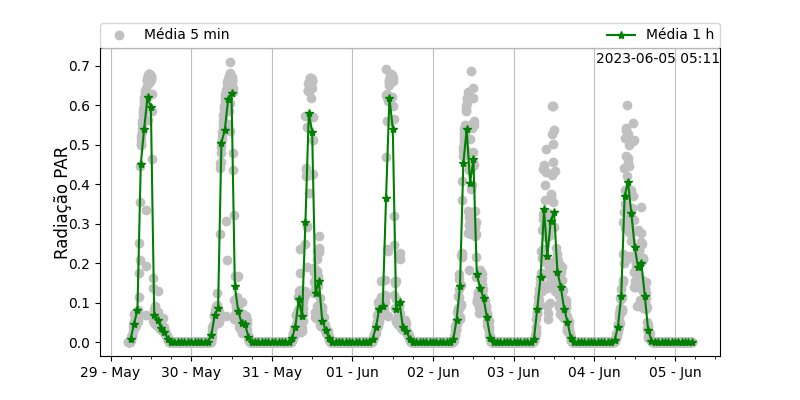 Média 5 min
Média 1 h
2023-06-05 05:11
Radiação PAR
0.7
0.6
0.5
0.4
0.3
0.2
0.1
0.0
29 - May
30 - May
31 - May
01 - Jun
02 - Jun
03 - Jun
04 - Jun
05 - Jun